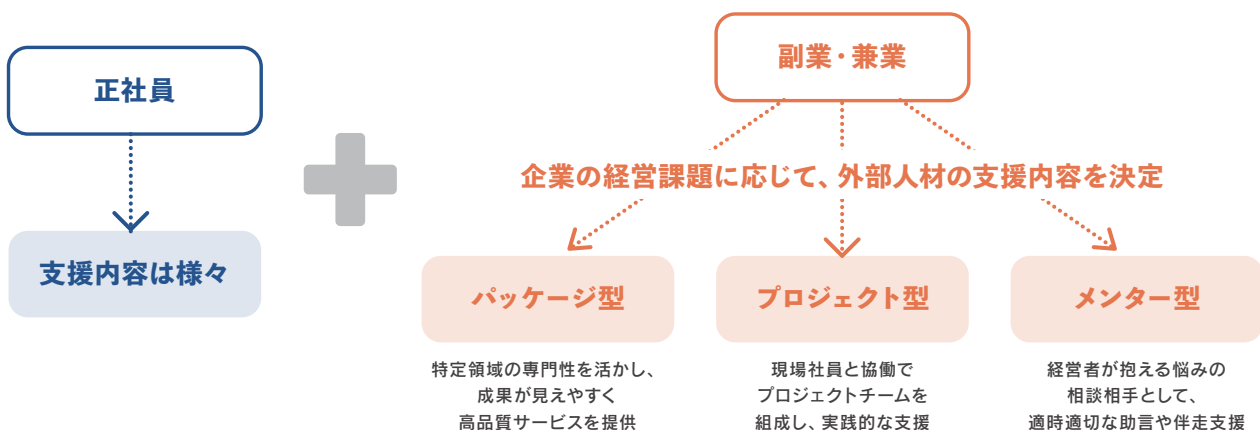 正社員
支援内容は様々
副業・兼業
企業の経営課題に応じて、外部人材の支援内容を決定
パッケージ型
特定領域の専門性を活かし、
成果が見えやすく
高品質サービスを提供
プロジェクト型
現場社員と協働で
プロジェクトチームを
組成し、実践的な支援
メンター型
経営者が抱える悩みの
相談相手として、
適時適切な助言や伴走支援